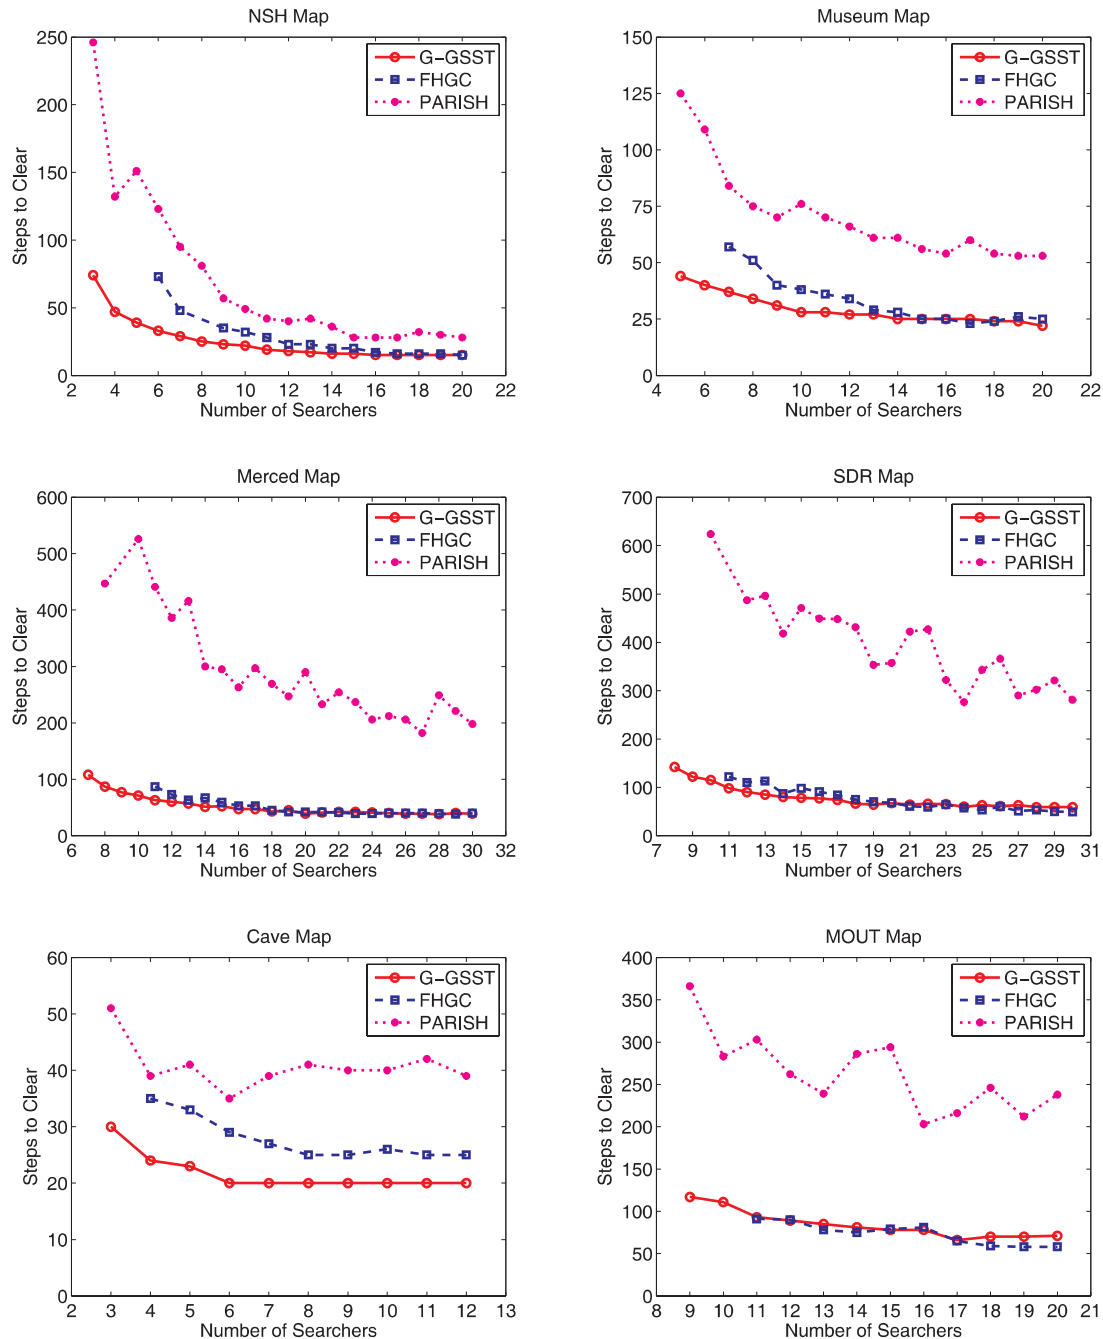 NSH Map
250
200
150
100
50
0
Steps to Clear
2 4 6 8 10 12 14 16 18 20 22
Number of Searchers
G−GSST
FHGC
PARISH
Museum Map
150
125
100
75
50
25
0
Steps to Clear
4 6 8 10 12 14 16 18 20 22
Number of Searchers
G−GSST
FHGC
PARISH
Merced Map
600
500
400
300
200
100
0
Steps to Clear
6 8 10 12 14 16 18 20 22 24 26 28 30 32
Number of Searchers
G−GSST
FHGC
PARISH
SDR Map
700
600
500
400
300
200
100
0
Steps to Clear
7 9 11 13 15 17 19 21 23 25 27 29 31
Number of Searchers
G−GSST
FHGC
PARISH
Cave Map
60
50
40
30
20
10
0
Steps to Clear
2 3 4 5 6 7 8 9 10 11 12 13
Number of Searchers
G−GSST
FHGC
PARISH
MOUT Map
400
350
300
250
200
150
100
50
0
Steps to Clear
8 9 10 11 12 13 14 15 16 17 18 19 20 21
Number of Searchers
G−GSST
FHGC
PARISH